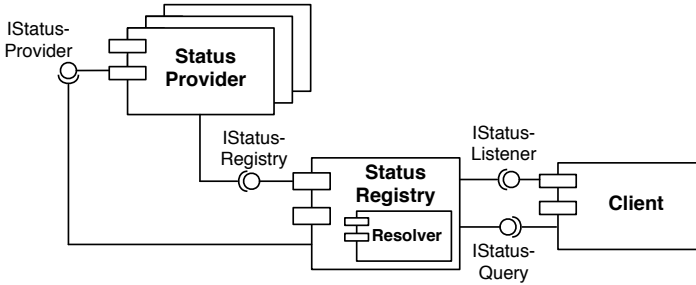 IStatus-
Provider
Status
Provider
IStatus-
Registry
Status
Registry
Resolver
IStatus-
Listener
IStatus-
Query
Client